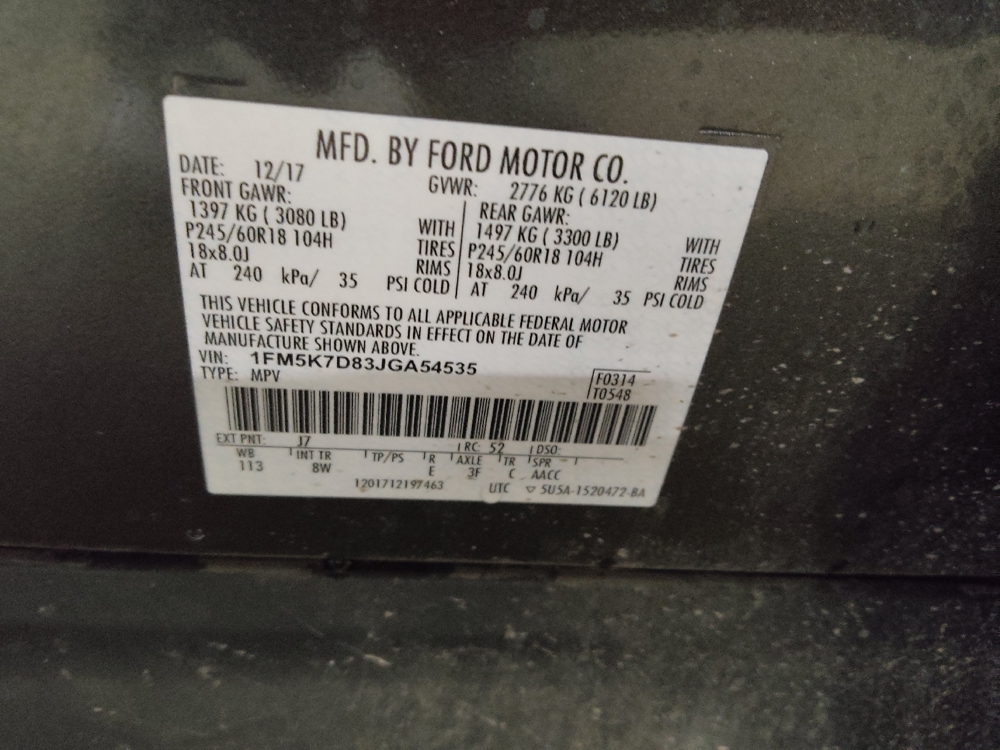 MFD. BY FORD MOTOR CO.
DATE: 12/17 GVWR: 2776 KG ( 6120 LB)
FRONT GAWR: REAR GAWR:
1397 KG ( 3080 LB) WITH 1497 KG ( 3300 LB) WITH
P245/60R18 104H TIRES P245/60R18 104H TIRES
18x8.0J RIMS 18x8.0J RIMS
AT 240 kPa/ 35 PSI COLD AT 240 kPa/ 35 PSI COLD
THIS VEHICLE CONFORMS TO ALL APPLICABLE FEDERAL MOTOR
VEHICLE SAFETY STANDARDS IN EFFECT ON THE DATE OF
MANUFACTURE SHOWN ABOVE.
VIN: 1FM5K7D83JGA54535
TYPE: MPV F0314
T0548
EXT PNT: J7 RC: 52 DSO:
WB INT TR TP/PS R AXLE TR SPR
113 8W E 3F C AACC
1201712197463 UTC ▽ 5U5A-1520472-BA